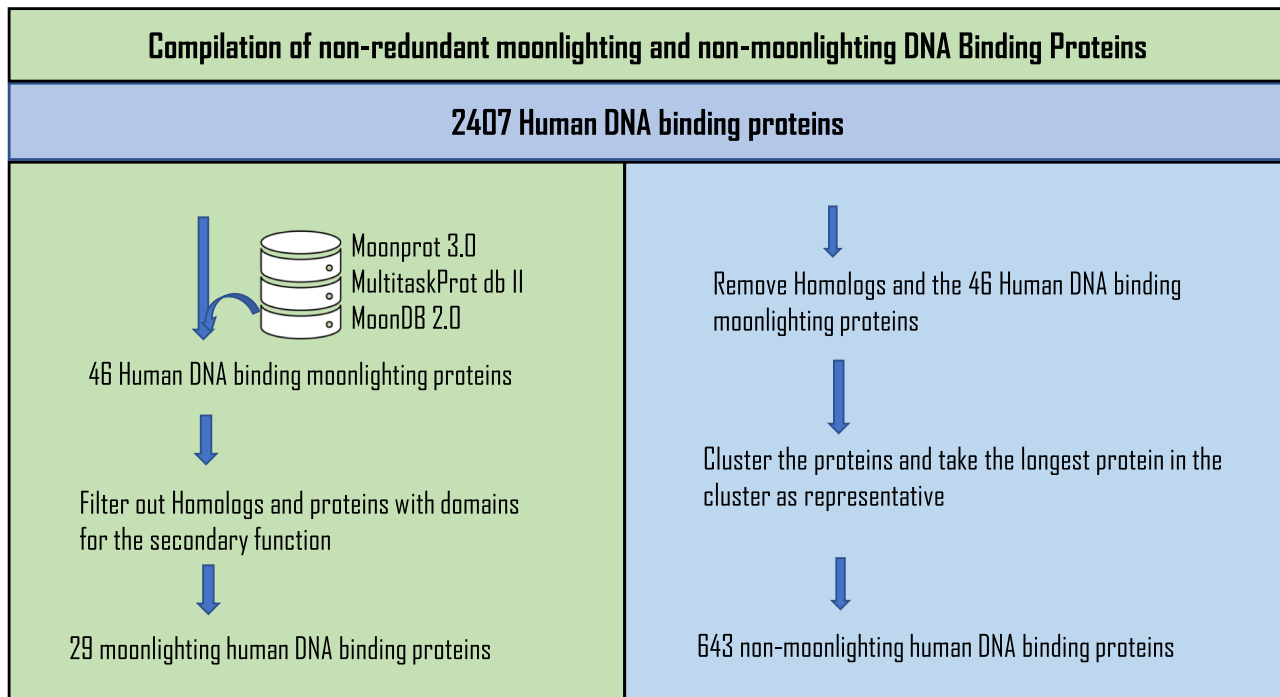 Compilation of non-redundant moonlighting and non-moonlighting DNA Binding Proteins
2407 Human DNA binding proteins
Moonprot 3.0
MultitaskProt db II
MoonDB 2.0
46 Human DNA binding moonlighting proteins
Filter out Homologs and proteins with domains
for the secondary function
29 moonlighting human DNA binding proteins
Remove Homologs and the 46 Human DNA binding
moonlighting proteins
Cluster the proteins and take the longest protein in the
cluster as representative
643 non-moonlighting human DNA binding proteins